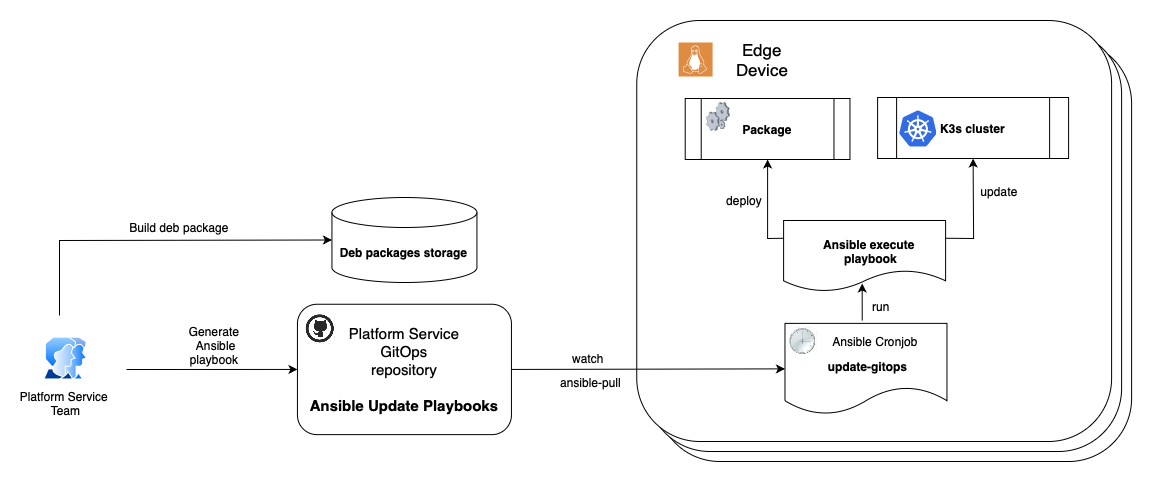 Edge
Device
Package
K3s cluster
deploy
update
Build deb package
Deb packages storage
Ansible execute
playbook
run
Generate
Ansible
playbook
Platform Service
GitOps
repository
Ansible Update Playbooks
watch
ansible-pull
Ansible Cronjob
update-gitops
Platform Service
Team